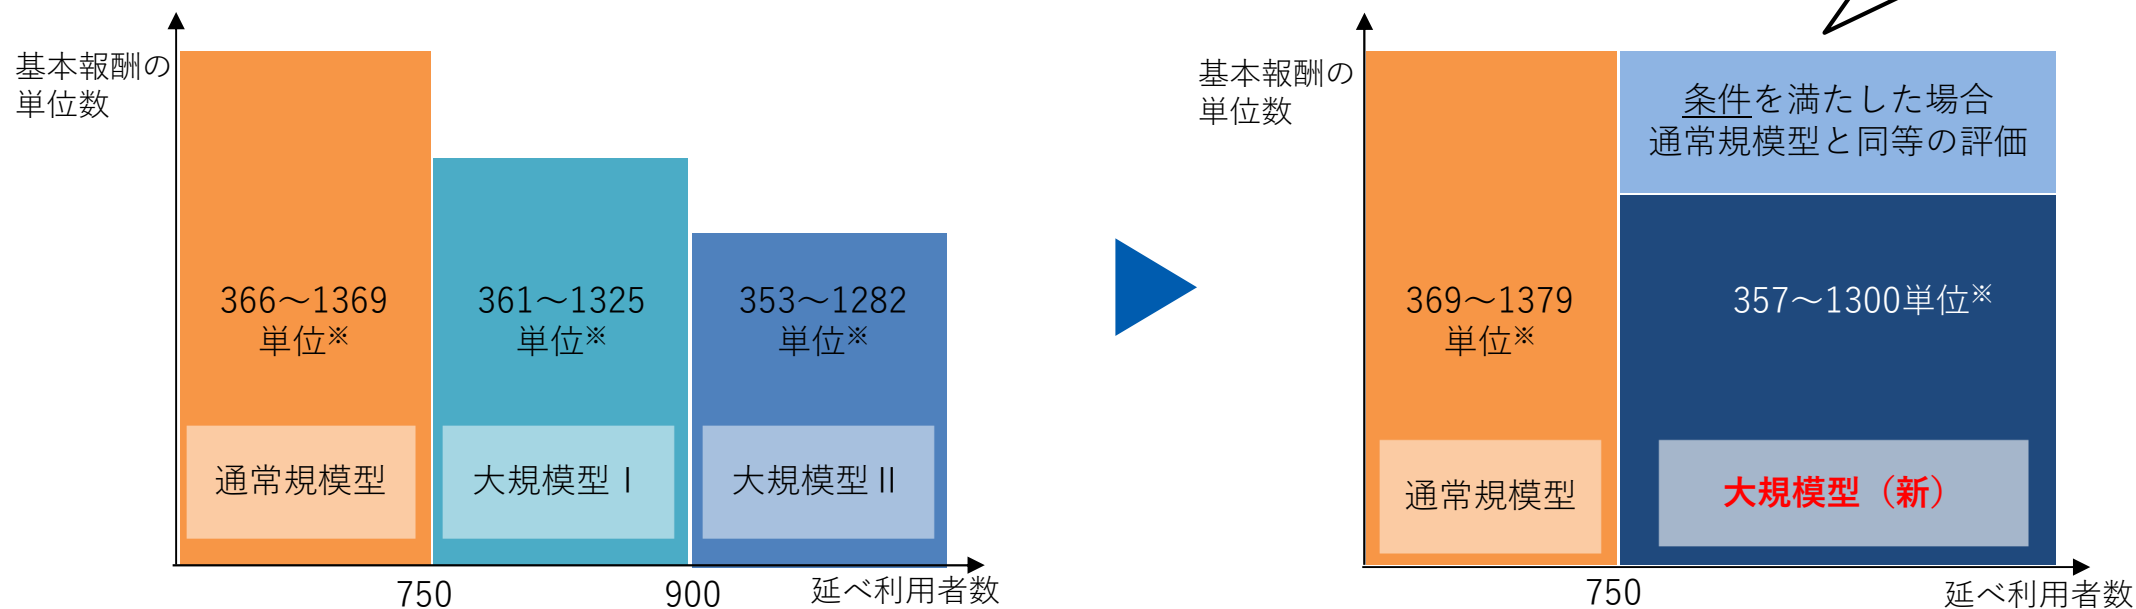 基本報酬の
単位数
366～1369
単位※
361～1325
単位※
353～1282
単位※
通常規模型
大規模型Ⅰ
大規模型Ⅱ
750
900
延べ利用者数
基本報酬の
単位数
条件を満たした場合
通常規模型と同等の評価
369～1379
単位※
357～1300単位※
通常規模型
大規模型（新）
750
延べ利用者数